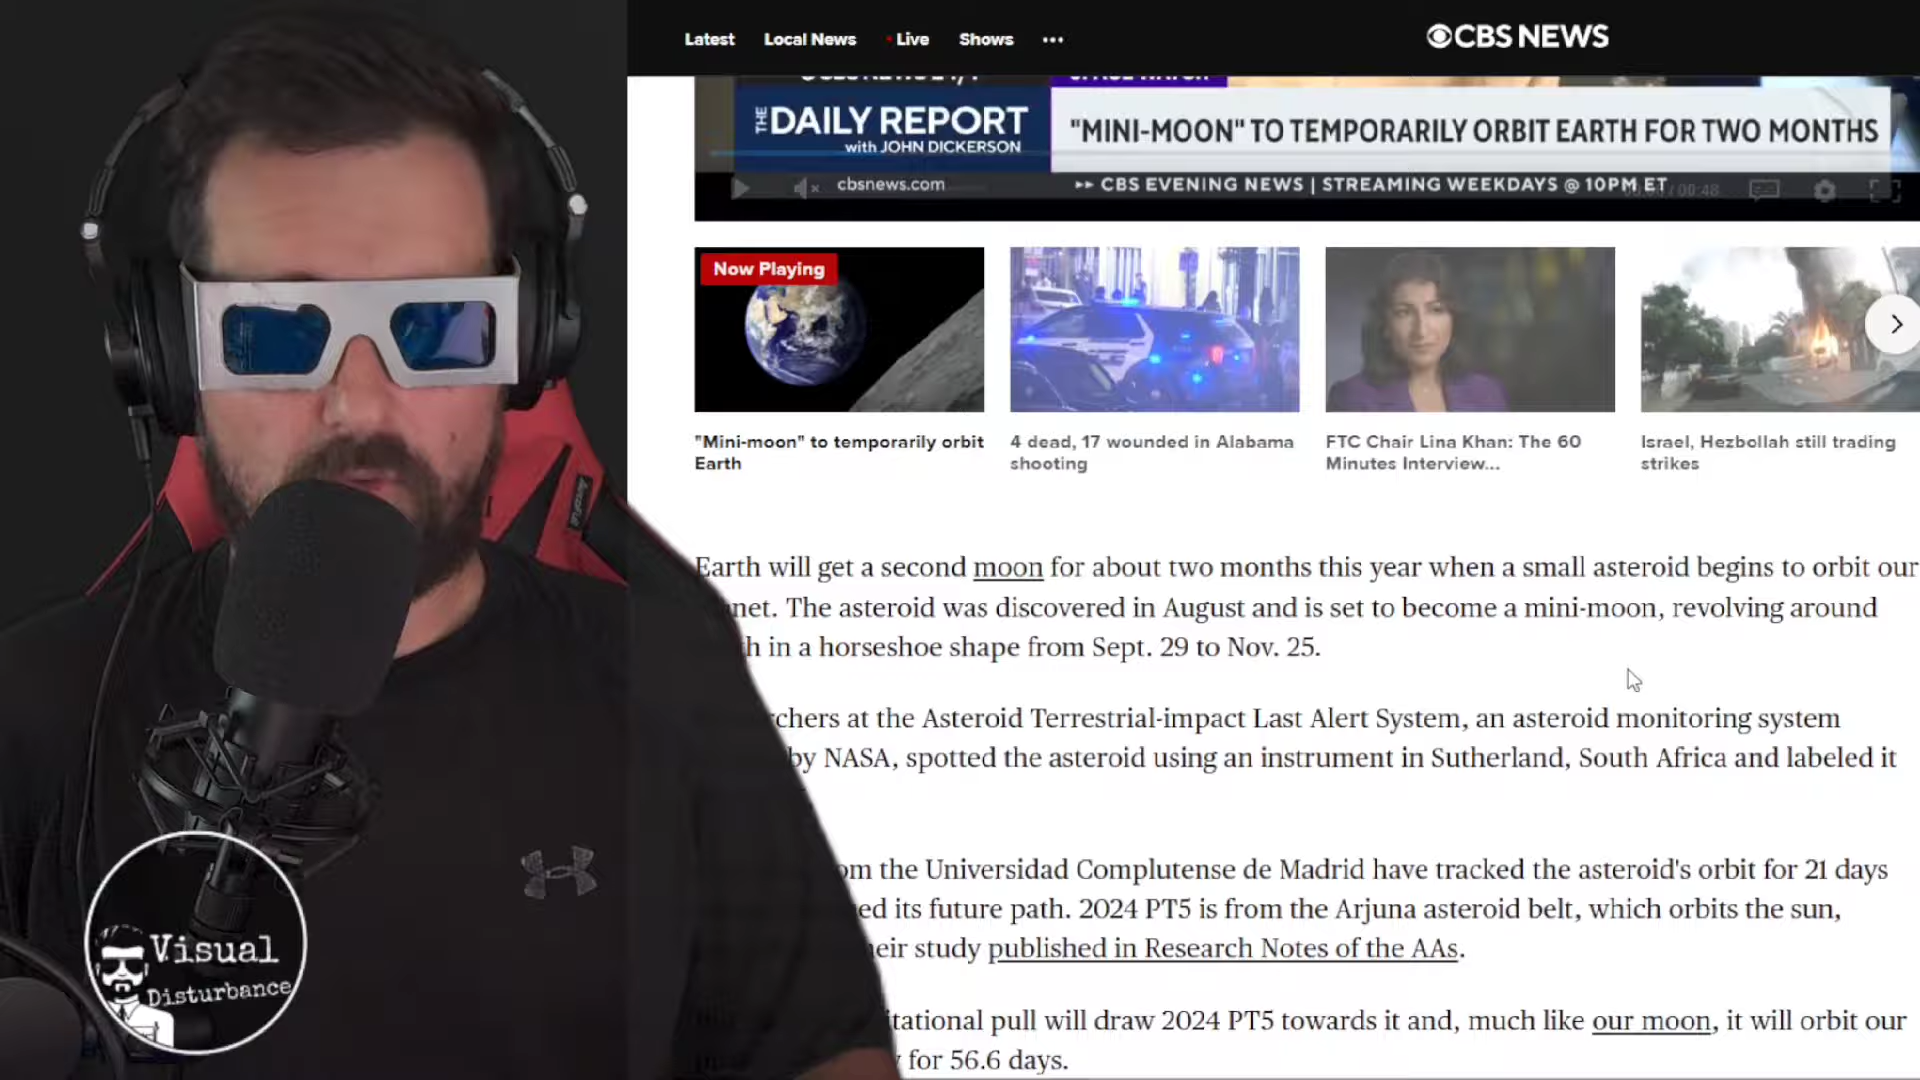 Latest Local News Live Shows ...
CBS NEWS
THE DAILY REPORT
with JOHN DICKERSON
"MINI-MOON" TO TEMPORARILY ORBIT EARTH FOR TWO MONTHS
cbsnews.com
CBS EVENING NEWS | STREAMING WEEKDAYS @ 10PM ET
Now Playing
"Mini-moon" to temporarily orbit
Earth
4 dead, 17 wounded in Alabama
shooting
FTC Chair Lina Khan: The 60
Minutes Interview...
Israel, Hezbollah still trading
strikes
Earth will get a second moon for about two months this year when a small asteroid begins to orbit our
net. The asteroid was discovered in August and is set to become a mini-moon, revolving around
h in a horseshoe shape from Sept. 29 to Nov. 25.
chers at the Asteroid Terrestrial-impact Last Alert System, an asteroid monitoring system
by NASA, spotted the asteroid using an instrument in Sutherland, South Africa and labeled it
om the Universidad Complutense de Madrid have tracked the asteroid's orbit for 21 days
ed its future path. 2024 PT5 is from the Arjuna asteroid belt, which orbits the sun,
eir study published in Research Notes of the AAs.
itational pull will draw 2024 PT5 towards it and, much like our moon, it will orbit our
for 56.6 days.
Visual
Disturbance